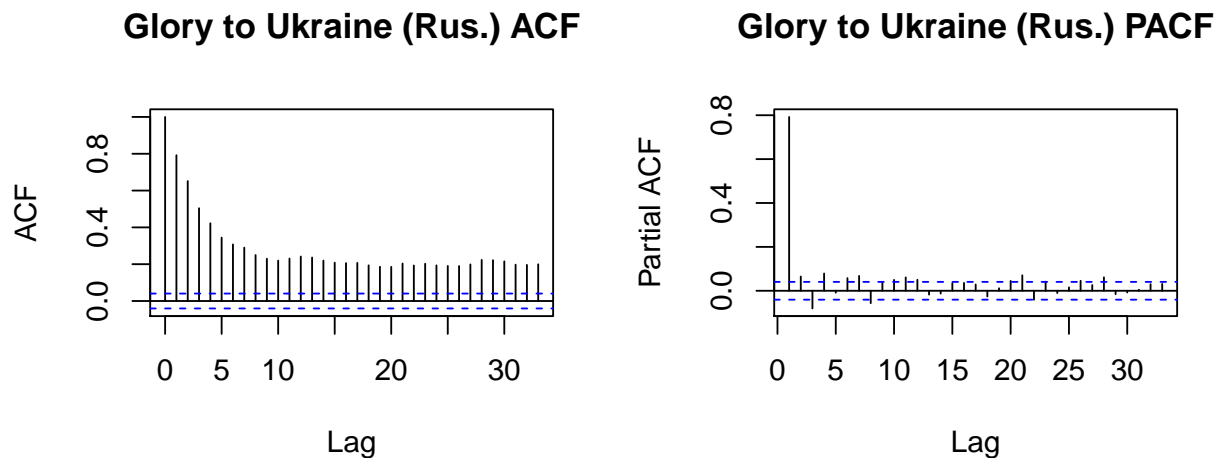 Glory to Ukraine (Rus.) ACF
ACF
0.0 0.4 0.8
0 5 10 20 30
Lag
Glory to Ukraine (Rus.) PACF
Partial ACF
0.0 0.4 0.8
0 5 10 15 20 25 30
Lag